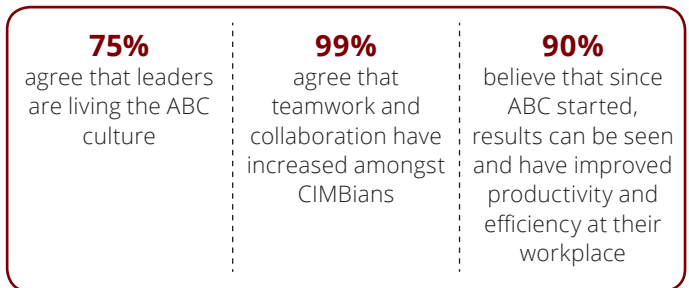 75%
agree that leaders
are living the ABC
culture
99%
agree that
teamwork and
collaboration have
increased amongst
CIMBians
90%
believe that since
ABC started,
results can be seen
and have improved
productivity and
efficiency at their
workplace